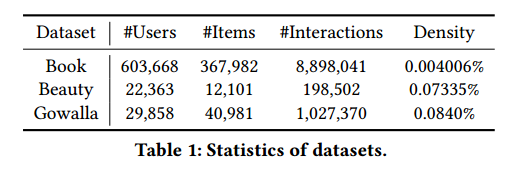 Dataset #Users #Items #Interactions Density
Book 603,668 367,982 8,898,041 0.004006%
Beauty 22,363 12,101 198,502 0.07335%
Gowalla 29,858 40,981 1,027,370 0.0840%
Table 1: Statistics of datasets.